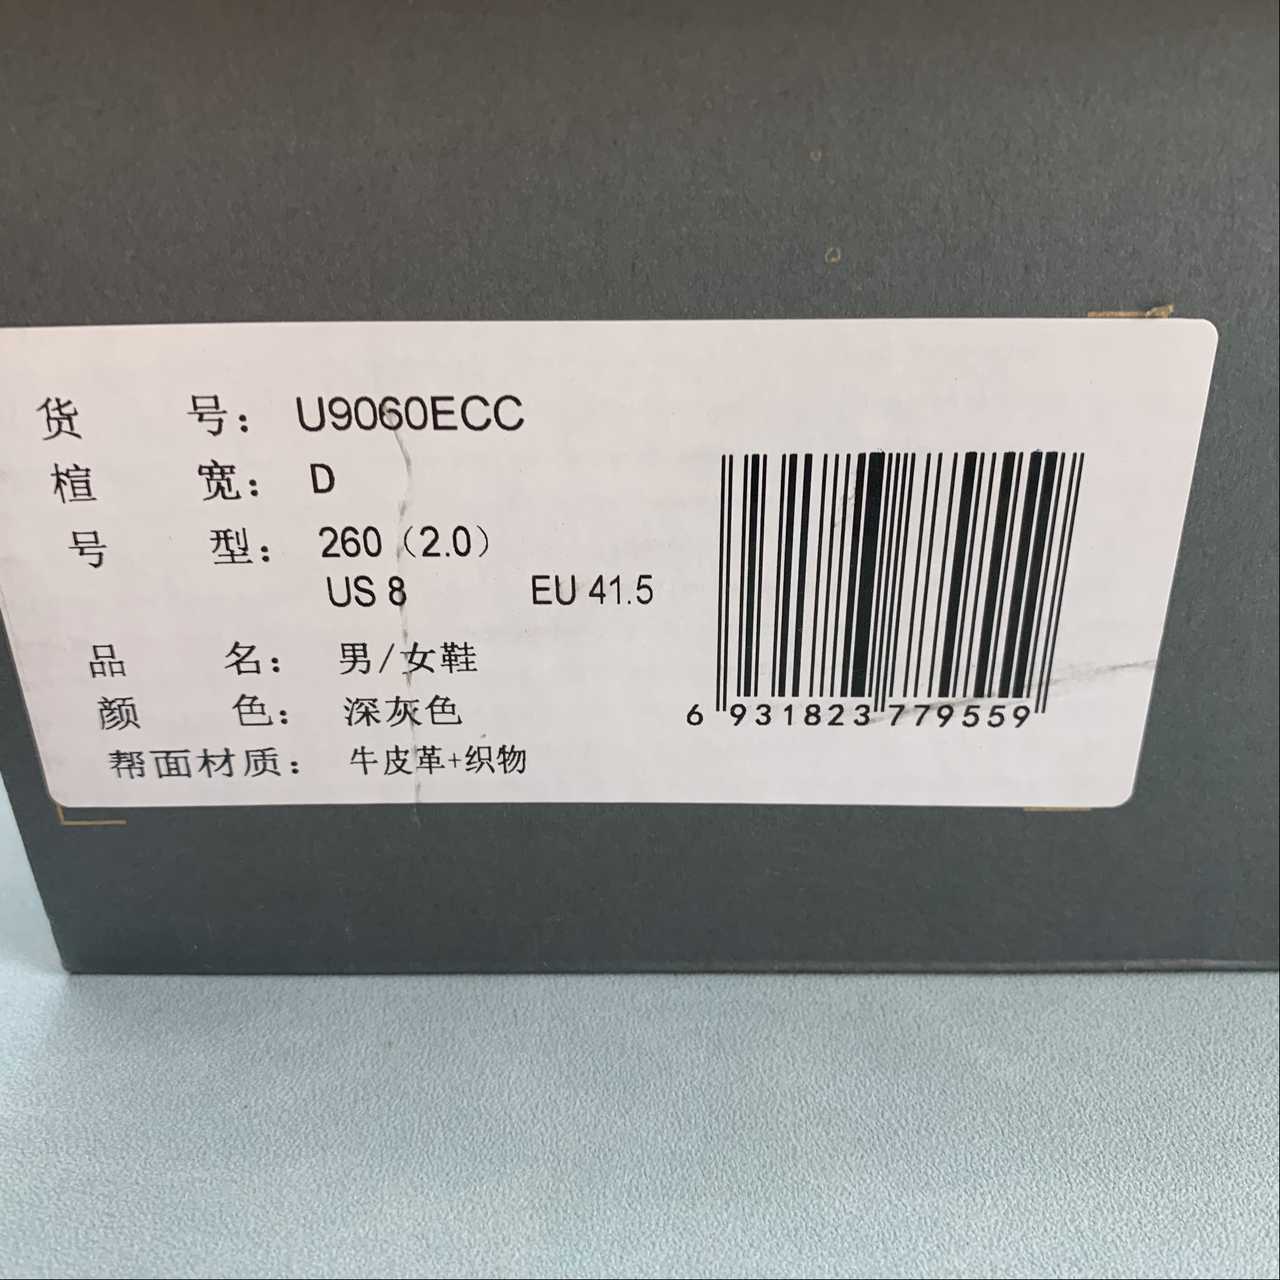 货 号： U9060ECC
楦 宽： D
号 型： 260（2.0）
US 8 EU 41.5
品 名： 男/女鞋
颜 色： 深灰色
帮面材质： 牛皮革+织物
6 931823 779559